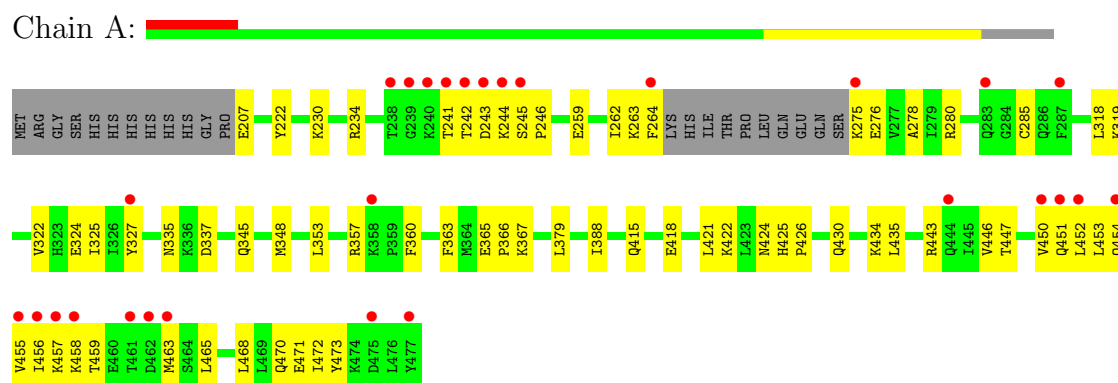 Chain A:
MET ARG GLY SER HIS HIS HIS HIS HIS HIS GLY PRO E207 Y222 K230 R234 T238 G239 K240 T241 T242 D243 K244 S245 P246 E259 I262 K263 F264 LYS HIS ILE THR PRO LEU GLN GLU GLN SER K275 E276 V277 A278 I279 R280 Q283 G284 C285 Q286 F287 L318 K319
V322 H323 E324 I325 I326 Y327 N335 K336 D337 Q345 M348 L353 R357 K358 P359 F360 F363 M364 E365 P366 K367 L379 I388 Q415 E418 L421 K422 L423 N424 H425 P426 Q430 K434 L435 R443 Q444 I445 V446 T447 V450 Q451 L452 L453 Q454
V455 I456 K457 K458 T459 E460 T461 D462 M463 S464 L465 L468 L469 Q470 E471 I472 Y473 K474 D475 L476 Y477